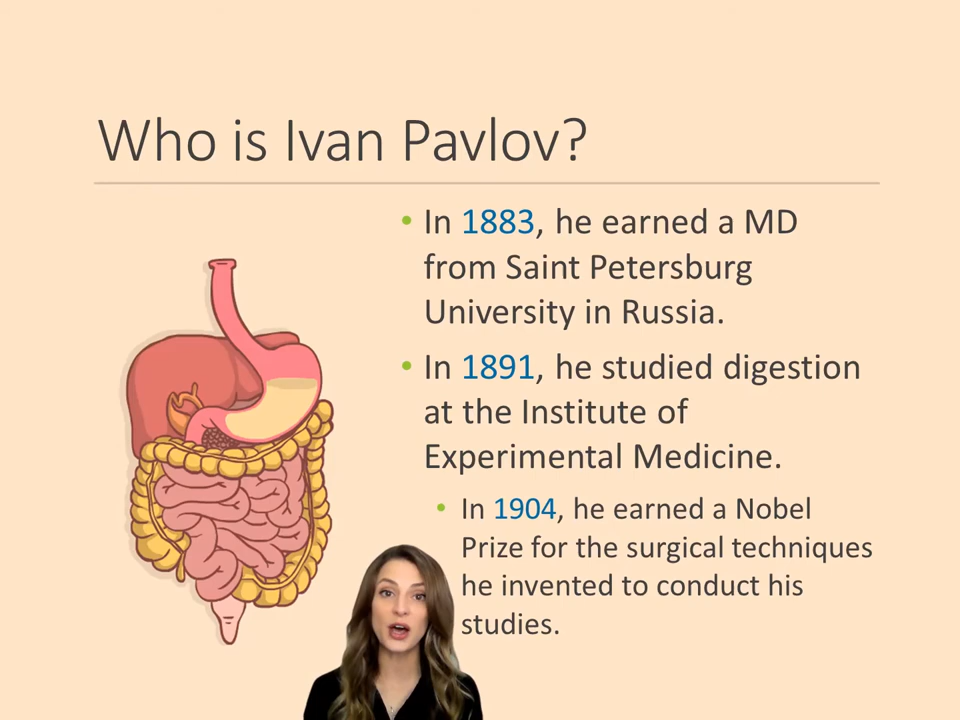 Who is Ivan Pavlov?
• In 1883, he earned a MD
from Saint Petersburg
University in Russia.
• In 1891, he studied digestion
at the Institute of
Experimental Medicine.
• In 1904, he earned a Nobel
Prize for the surgical techniques
he invented to conduct his
studies.